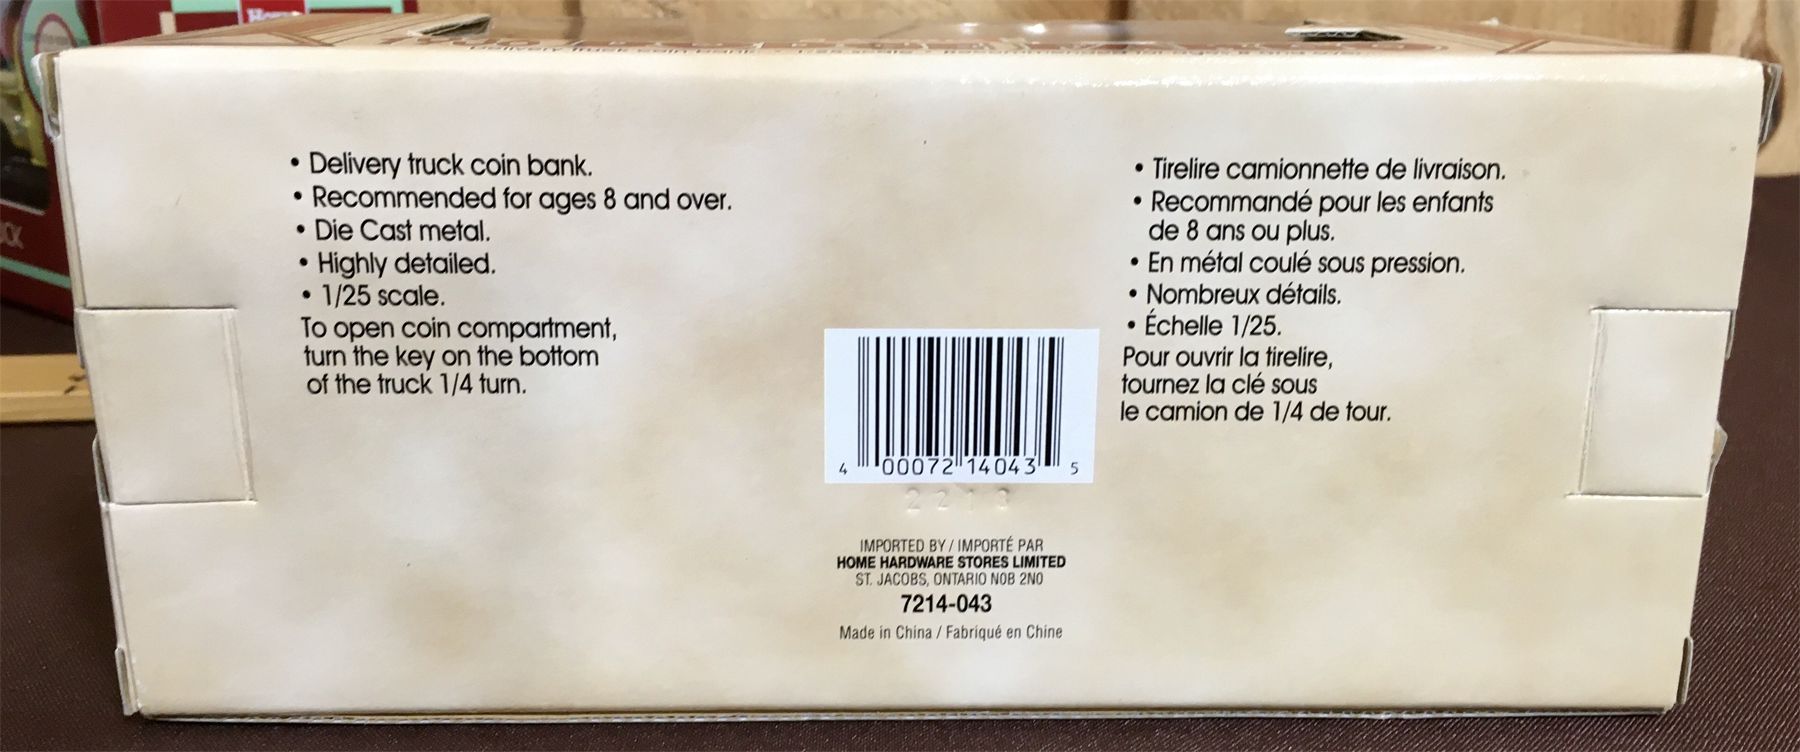 • Delivery truck coin bank.
• Recommended for ages 8 and over.
• Die Cast metal.
• Highly detailed.
• 1/25 scale.
To open coin compartment,
turn the key on the bottom
of the truck 1/4 turn.
• Tirelire camionnette de livraison.
• Recommandé pour les enfants
de 8 ans ou plus.
• En métal coulé sous pression.
• Nombreux détails.
• Échelle 1/25.
Pour ouvrir la tirelire,
tournez la clé sous
le camion de 1/4 de tour.
4 00072 14043 5
2213
IMPORTED BY / IMPORTÉ PAR
HOME HARDWARE STORES LIMITED
ST. JACOBS, ONTARIO N0B 2N0
7214-043
Made in China / Fabriqué en Chine